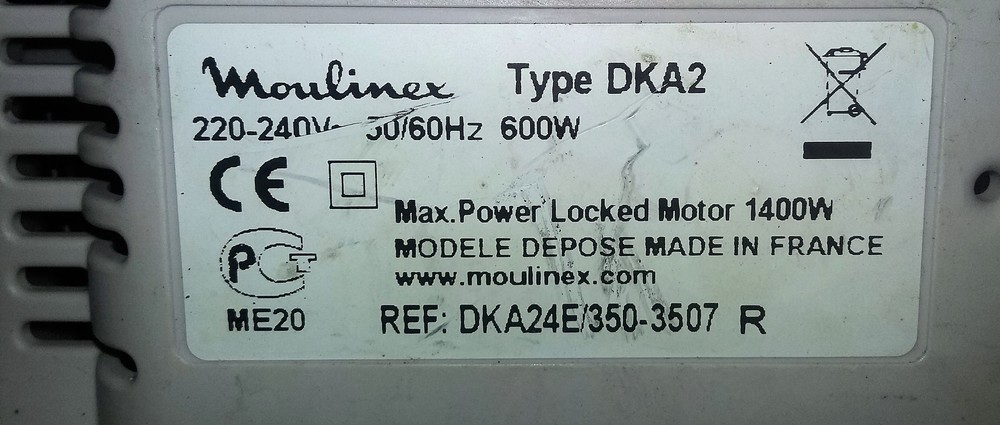 Moulinex Type DKA2
220-240V~ 50/60Hz 600W
CE
Max.Power Locked Motor 1400W
MODELE DEPOSE MADE IN FRANCE
PCT
www.moulinex.com
ME20 REF: DKA24E/350-3507 R